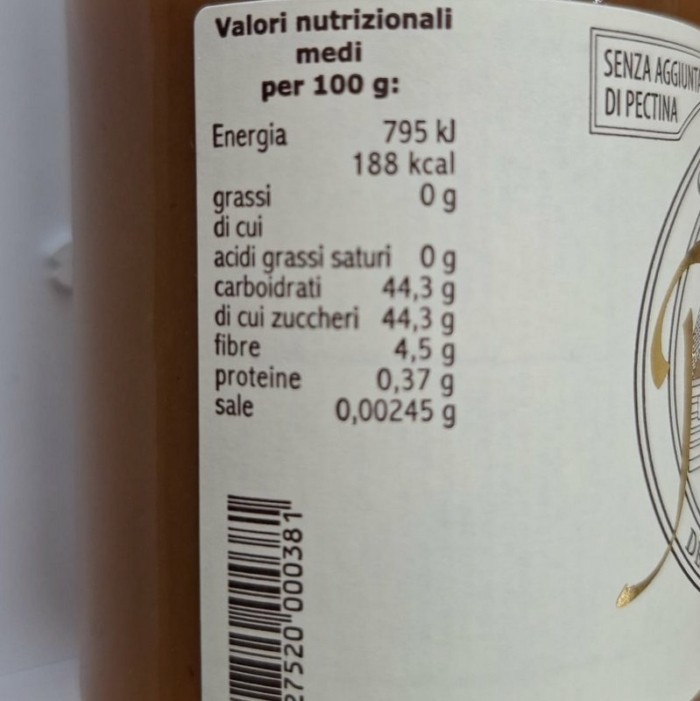 Valori nutrizionali
medi
per 100 g:
Energia 795 kJ
188 kcal
grassi 0 g
di cui
acidi grassi saturi 0 g
carboidrati 44,3 g
di cui zuccheri 44,3 g
fibre 4,5 g
proteine 0,37 g
sale 0,00245 g
27520 000381
SENZA AGGIUNTA
DI PECTINA